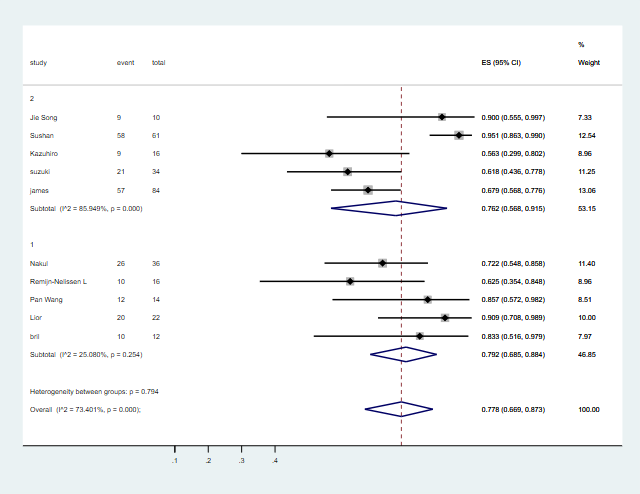 %
study event total ES (95% CI) Weight
2
Jie Song 9 10 0.900 (0.555, 0.997) 7.33
Sushan 58 61 0.951 (0.863, 0.990) 12.54
Kazuhiro 9 16 0.563 (0.299, 0.802) 8.96
suzuki 21 34 0.618 (0.436, 0.778) 11.25
james 57 84 0.679 (0.568, 0.776) 13.06
Subtotal (I^2 = 85.949%, p = 0.000) 0.762 (0.568, 0.915) 53.15
1
Nakul 26 36 0.722 (0.548, 0.858) 11.40
Remijn-Nelissen L 10 16 0.625 (0.354, 0.848) 8.96
Pan Wang 12 14 0.857 (0.572, 0.982) 8.51
Lior 20 22 0.909 (0.708, 0.989) 10.00
bril 10 12 0.833 (0.516, 0.979) 7.97
Subtotal (I^2 = 25.080%, p = 0.254) 0.792 (0.685, 0.884) 46.85
Heterogeneity between groups: p = 0.794
Overall (I^2 = 73.401%, p = 0.000); 0.778 (0.669, 0.873) 100.00
.1 .2 .3 .4